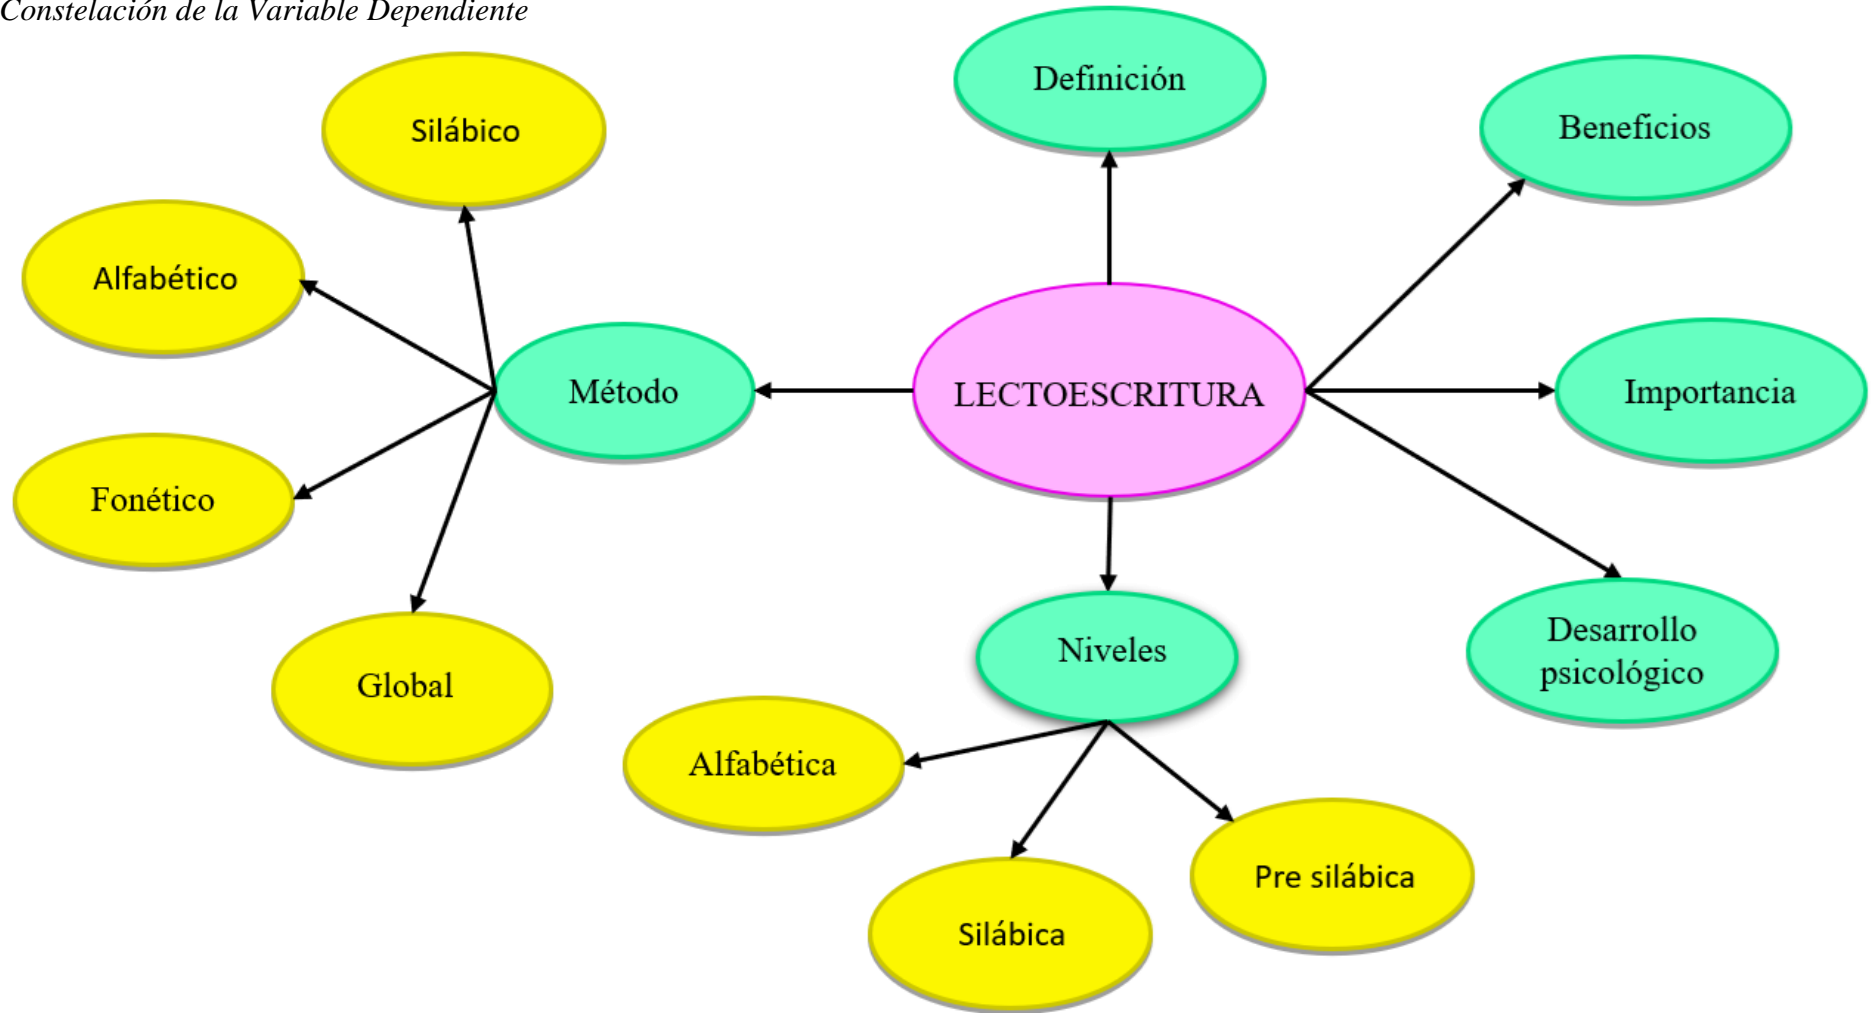 Constelación de la Variable Dependiente
Definición
Beneficios
Silábico
Alfabético
Método
LECTOESCRITURA
Importancia
Fonético
Global
Niveles
Desarrollo
psicológico
Alfabética
Pre silábica
Silábica